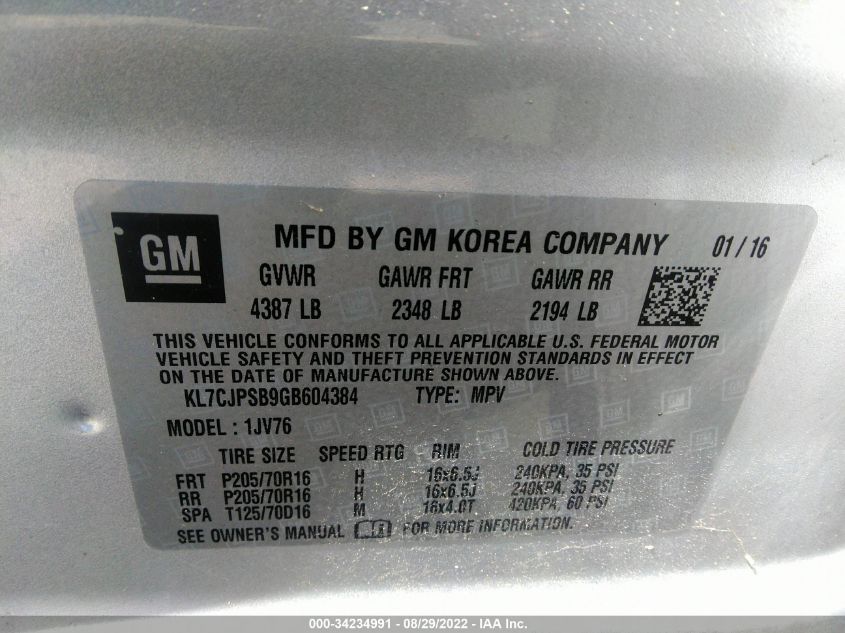 GM MFD BY GM KOREA COMPANY 01/16
GVWR GAWR FRT GAWR RR
4387 LB 2348 LB 2194 LB
THIS VEHICLE CONFORMS TO ALL APPLICABLE U.S. FEDERAL MOTOR
VEHICLE SAFETY AND THEFT PREVENTION STANDARDS IN EFFECT
ON THE DATE OF MANUFACTURE SHOWN ABOVE.
KL7CJPSB9GB604384 TYPE: MPV
MODEL: 1JV76
TIRE SIZE SPEED RTG RIM COLD TIRE PRESSURE
FRT P205/70R16 H 16x6.5J 240KPA, 35 PSI
RR P205/70R16 H 16x6.5J 240KPA, 35 PSI
SPA T125/70D16 M 16x4.0T 420KPA, 60 PSI
SEE OWNER'S MANUAL FOR MORE INFORMATION.
000-34234991 - 08/29/2022 - IAA Inc.